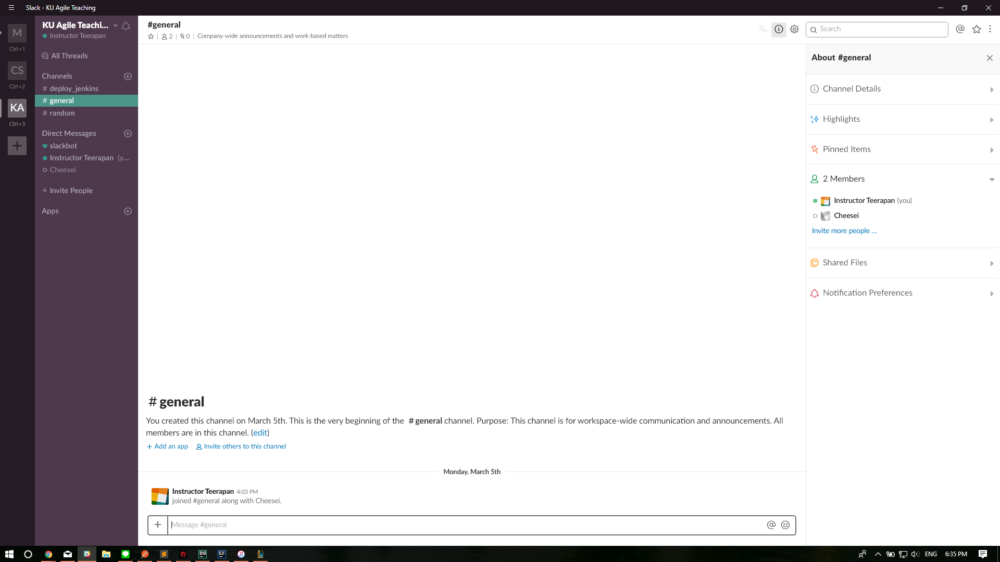 Slack - KU Agile Teaching
M
Ctrl+1
CS
Ctrl+2
KA
Ctrl+3
KU Agile Teachi...
Instructor Teerapan
All Threads
Channels
# deploy_jenkins
# general
# random
Direct Messages
slackbot
Instructor Teerapan (y...
Cheesei
+ Invite People
Apps
#general
2 | 0 | Company-wide announcements and work-based matters
Search
# general
You created this channel on March 5th. This is the very beginning of the # general channel. Purpose: This channel is for workspace-wide communication and announcements. All
members are in this channel. (edit)
+ Add an app Invite others to this channel
Monday, March 5th
Instructor Teerapan 4:03 PM
joined #general along with Cheesei.
Message #general
About #general
Channel Details
Highlights
Pinned Items
2 Members
Instructor Teerapan (you)
Cheesei
Invite more people ...
Shared Files
Notification Preferences
DG
IJ
ENG
6:35 PM